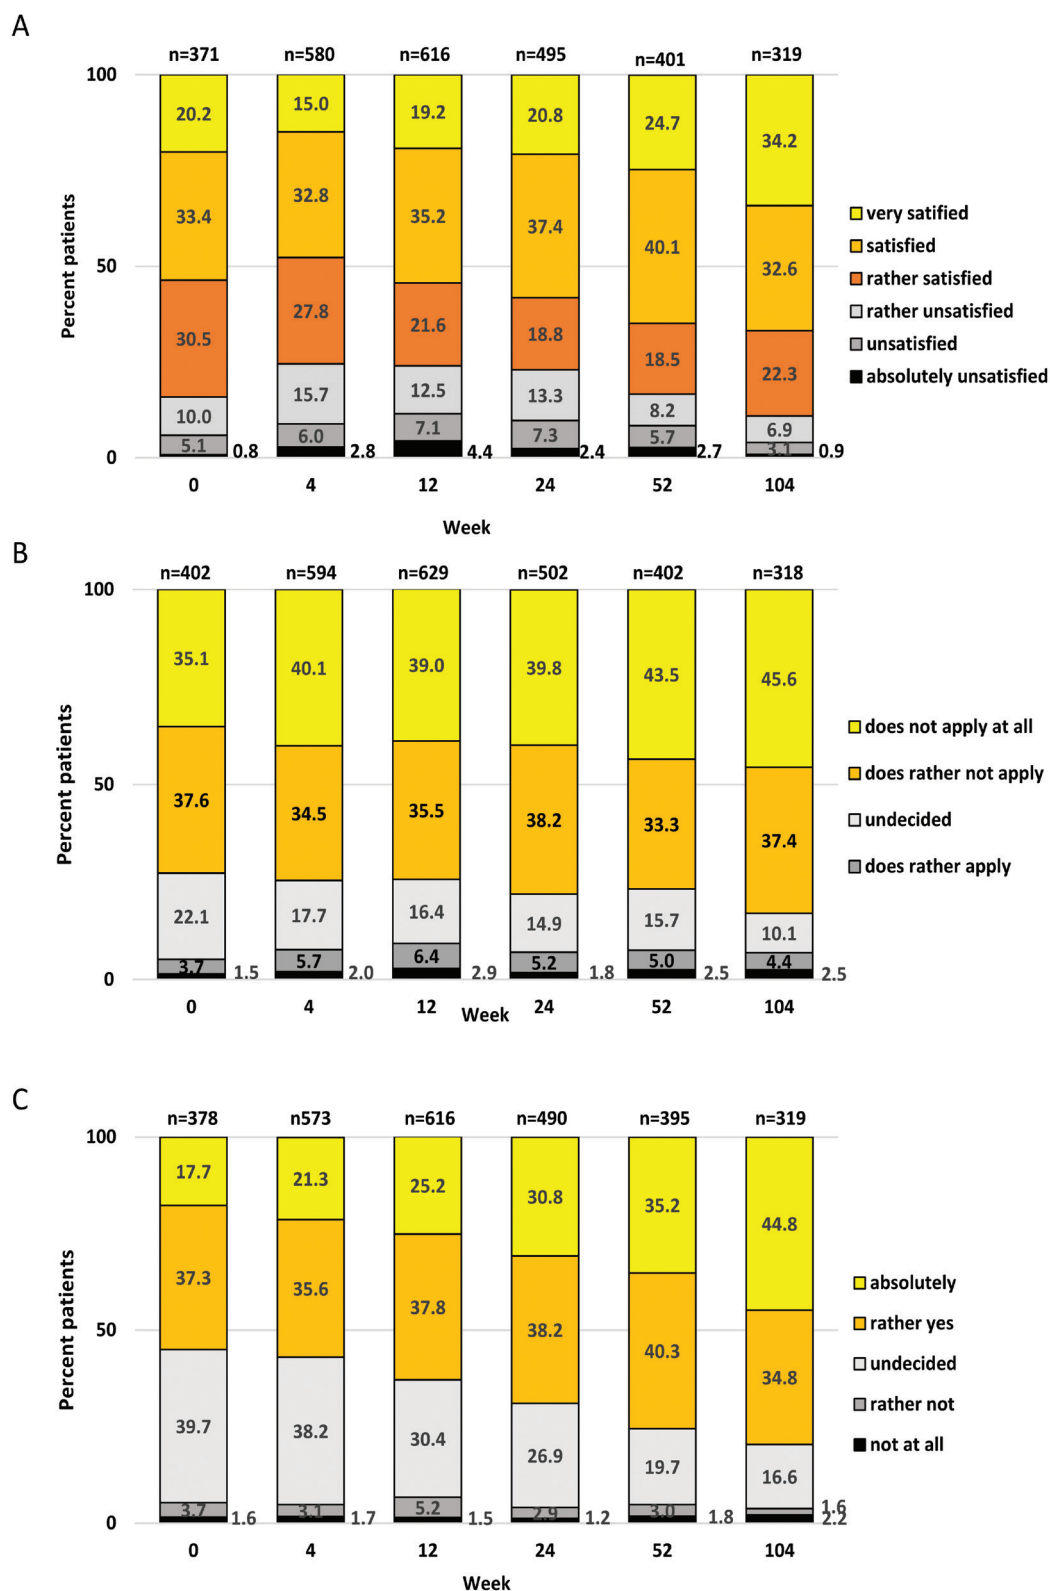 A
n=371 n=580 n=616 n=495 n=401 n=319
100
20.2 15.0 19.2 20.8 24.7 34.2
33.4 32.8 35.2 37.4 40.1 32.6
30.5 27.8 21.6 18.8 18.5 22.3
10.0 15.7 12.5 13.3 8.2 6.9
5.1 6.0 7.1 7.3 5.7 3.1
0.8 2.8 4.4 2.4 2.7 0.9
50
0
Percent patients
0 4 12 24 52 104
Week
very satified
satisfied
rather satisfied
rather unsatisfied
unsatisfied
absolutely unsatisfied
B
n=402 n=594 n=629 n=502 n=402 n=318
100
35.1 40.1 39.0 39.8 43.5 45.6
37.6 34.5 35.5 38.2 33.3 37.4
22.1 17.7 16.4 14.9 15.7 10.1
3.7 5.7 6.4 5.2 5.0 4.4
1.5 2.0 2.9 1.8 2.5 2.5
50
0
Percent patients
0 4 12 24 52 104
Week
does not apply at all
does rather not apply
undecided
does rather apply
C
n=378 n573 n=616 n=490 n=395 n=319
100
17.7 21.3 25.2 30.8 35.2 44.8
37.3 35.6 37.8 38.2 40.3 34.8
39.7 38.2 30.4 26.9 19.7 16.6
3.7 3.1 5.2 2.9 3.0 1.6
1.6 1.7 1.5 1.2 1.8 2.2
50
0
Percent patients
0 4 12 24 52 104
Week
absolutely
rather yes
undecided
rather not
not at all